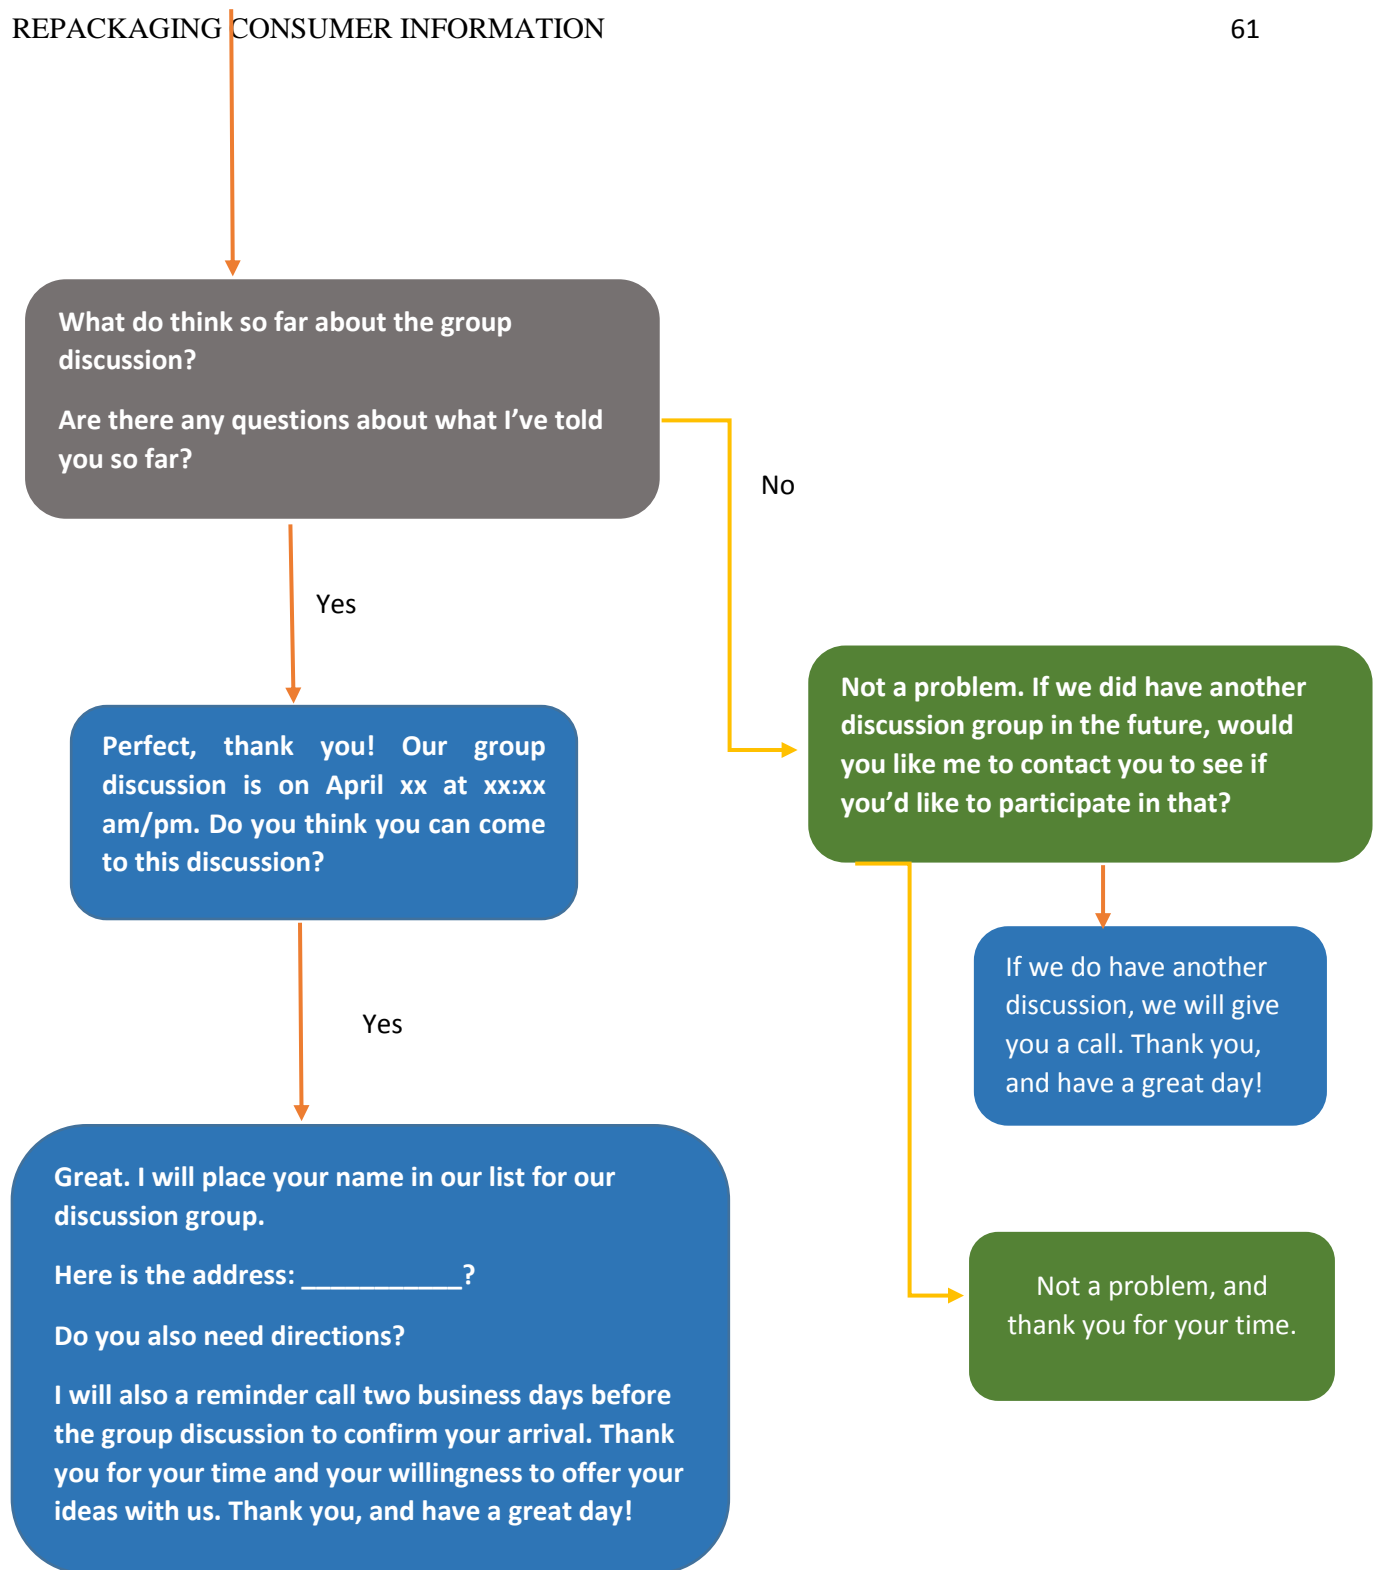 REPACKAGING CONSUMER INFORMATION 61
What do think so far about the group
discussion?
Are there any questions about what I've told
you so far?
No
Yes
Perfect, thank you! Our group
discussion is on April xx at xx:xx
am/pm. Do you think you can come
to this discussion?
Not a problem. If we did have another
discussion group in the future, would
you like me to contact you to see if
you'd like to participate in that?
If we do have another
discussion, we will give
you a call. Thank you,
and have a great day!
Yes
Great. I will place your name in our list for our
discussion group.
Here is the address: ___________?
Do you also need directions?
I will also a reminder call two business days before
the group discussion to confirm your arrival. Thank
you for your time and your willingness to offer your
ideas with us. Thank you, and have a great day!
Not a problem, and
thank you for your time.